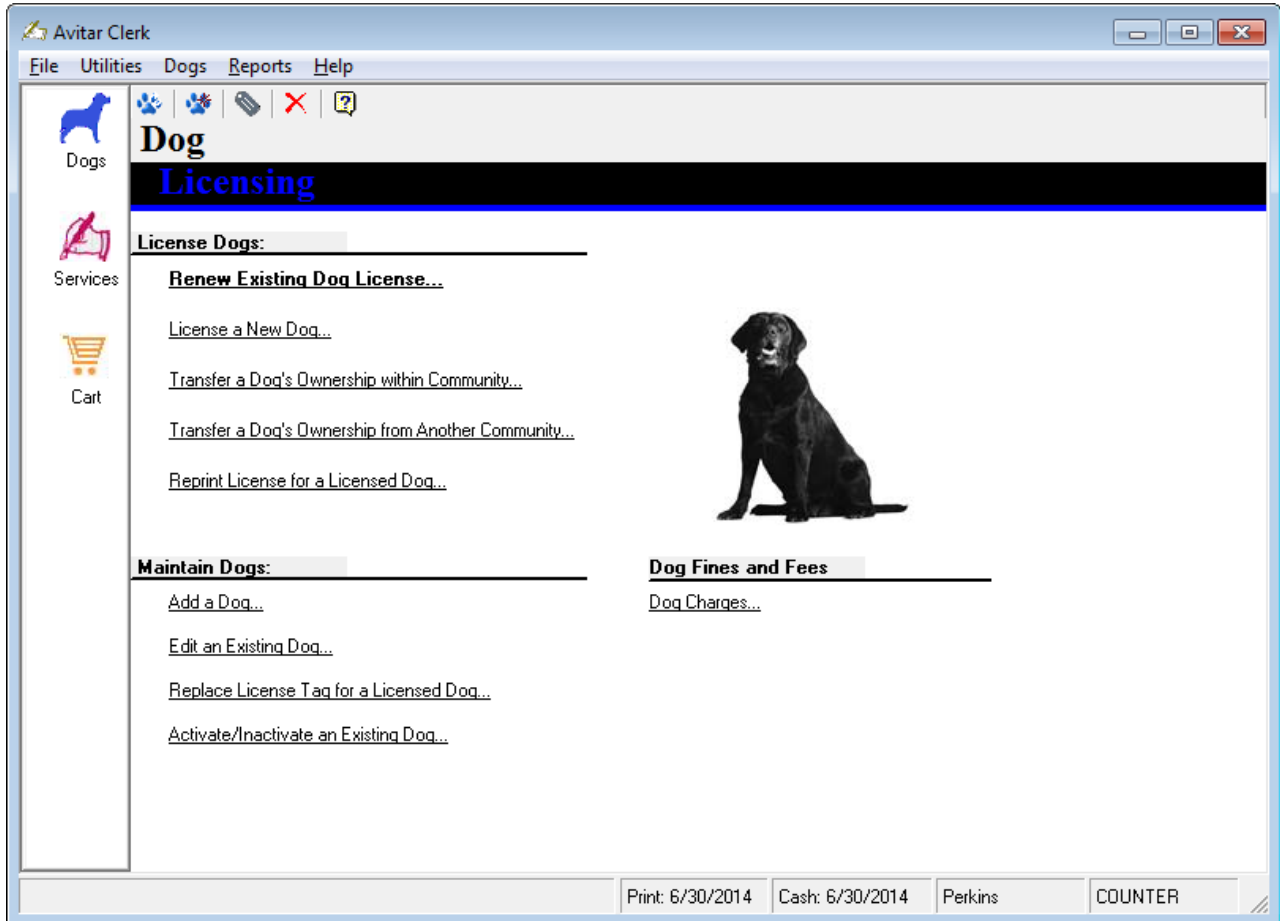 Avitar Clerk
File Utilities Dogs Reports Help
Dogs
Services
Cart
Dog
Licensing
License Dogs:
Renew Existing Dog License...
License a New Dog...
Transfer a Dog's Ownership within Community...
Transfer a Dog's Ownership from Another Community...
Reprint License for a Licensed Dog...
Maintain Dogs:
Add a Dog...
Edit an Existing Dog...
Replace License Tag for a Licensed Dog...
Activate/Inactivate an Existing Dog...
Dog Fines and Fees
Dog Charges...
Print: 6/30/2014 Cash: 6/30/2014 Perkins COUNTER